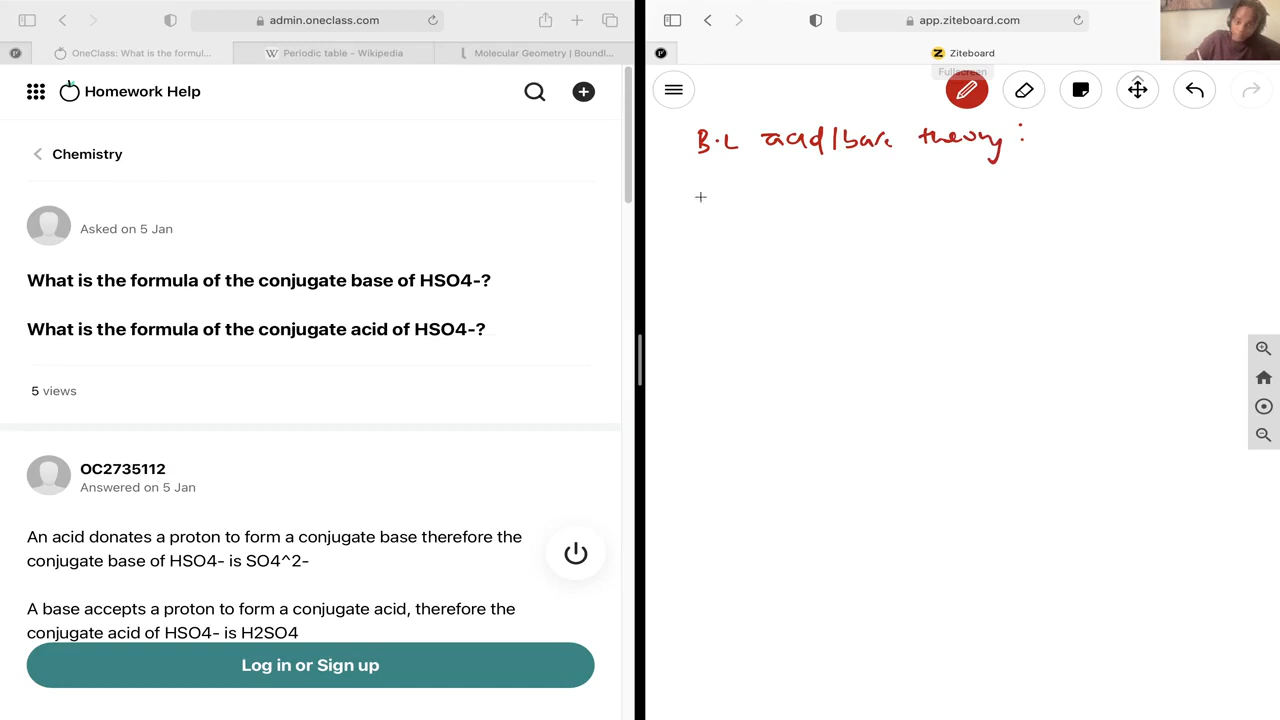 admin.oneclass.com
OneClass: What is the formul...
Periodic table - Wikipedia
Molecular Geometry | Boundl...
Homework Help
Chemistry
Asked on 5 Jan
What is the formula of the conjugate base of HSO4-?
What is the formula of the conjugate acid of HSO4-?
5 views
OC2735112
Answered on 5 Jan
An acid donates a proton to form a conjugate base therefore the
conjugate base of HSO4- is SO4^2-
A base accepts a proton to form a conjugate acid, therefore the
conjugate acid of HSO4- is H2SO4
Log in or Sign up
app.ziteboard.com
Ziteboard
Fullscreen
B.L acid/base theory :